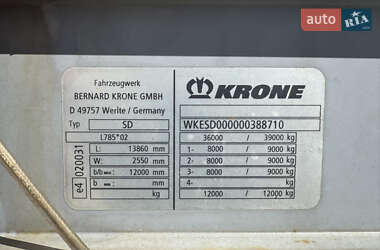 auto RIA
Fahrzeugwerk
BERNARD KRONE GMBH
D 49757 Werlte / Germany
Typ SD
L785*02
e4 020031
L: 13860 mm
W: 2550 mm
b/b max: 12000 mm
b mm
KRONE
WKESD000000388710
36000 / 39000 kg
1- 8000 / 9000 kg
2- 8000 / 9000 kg
3- 8000 / 9000 kg
4- kg
12000 / 12000 kg